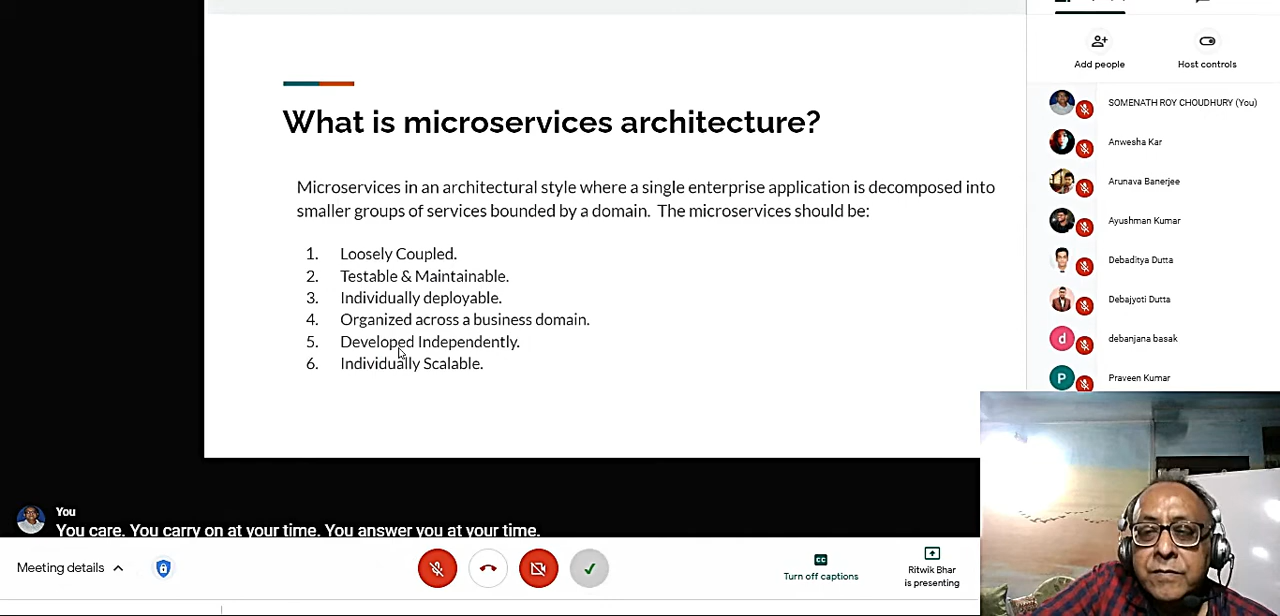 What is microservices architecture?
Microservices in an architectural style where a single enterprise application is decomposed into
smaller groups of services bounded by a domain. The microservices should be:
1. Loosely Coupled.
2. Testable & Maintainable.
3. Individually deployable.
4. Organized across a business domain.
5. Developed Independently.
6. Individually Scalable.
Add people
Host controls
SOMENATH ROY CHOUDHURY (You)
Anwesha Kar
Arunava Banerjee
Ayushman Kumar
Debaditya Dutta
Debajyoti Dutta
d debanjana basak
P Praveen Kumar
You
You care. You carry on at your time. You answer you at your time.
Meeting details
CC
Turn off captions
Ritwik Bhar
is presenting